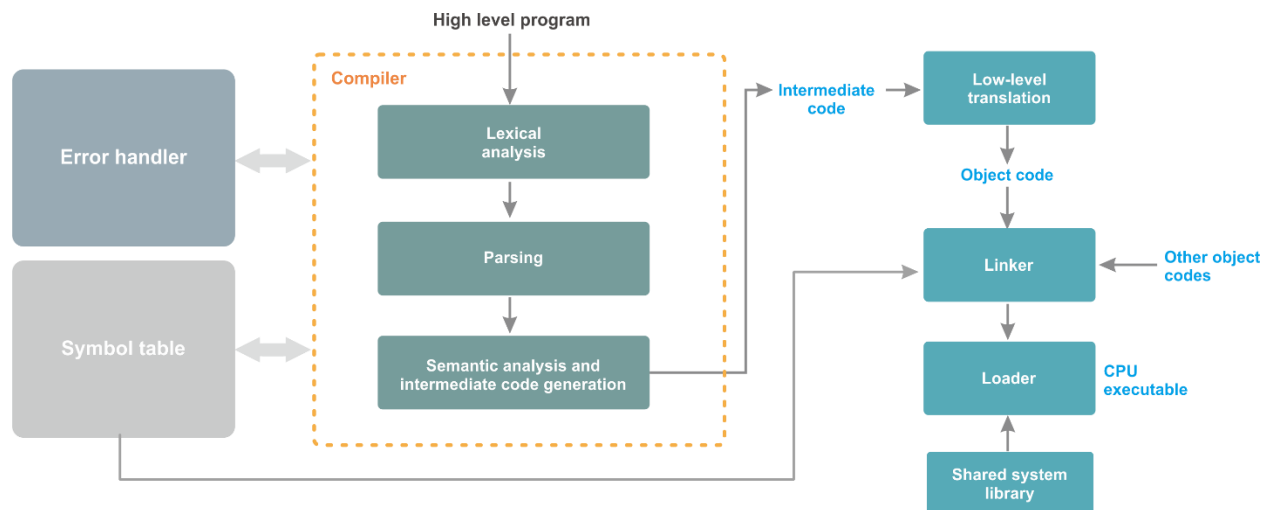 High level program
Compiler
Error handler
Lexical
analysis
Parsing
Symbol table
Semantic analysis and
intermediate code generation
Intermediate
code
Low-level
translation
Object code
Linker
Other object
codes
Loader
CPU
executable
Shared system
library